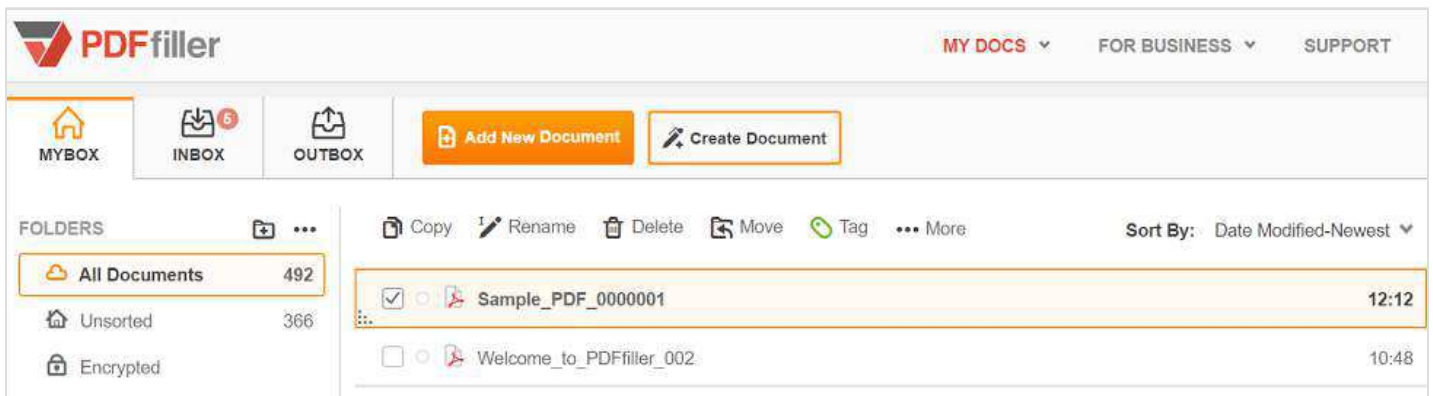 PDFfiller
MY DOCS FOR BUSINESS SUPPORT
MYBOX
INBOX 5
OUTBOX
Add New Document
Create Document
FOLDERS
Copy Rename Delete Move Tag More Sort By: Date Modified-Newest
All Documents 492
Unsorted 366
Encrypted
Sample_PDF_0000001 12:12
Welcome_to_PDFfiller_002 10:48